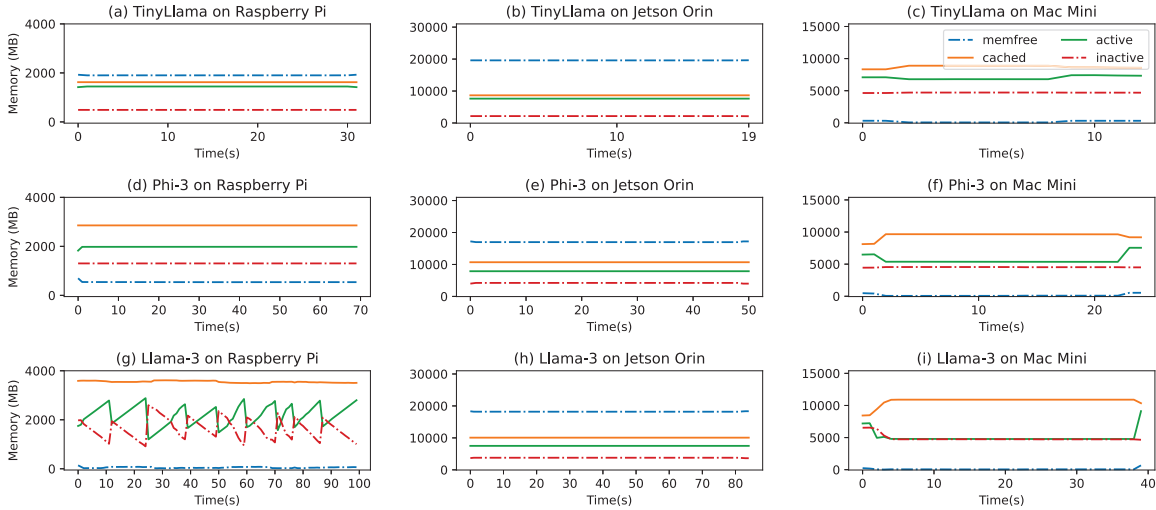 (a) TinyLlama on Raspberry Pi
Memory (MB)
4000
2000
0
0 10 20 30
Time(s)
(b) TinyLlama on Jetson Orin
30000
20000
10000
0
0 10 19
Time(s)
(c) TinyLlama on Mac Mini
15000
10000
5000
0
0 10
Time(s)
memfree
cached
active
inactive
(d) Phi-3 on Raspberry Pi
Memory (MB)
4000
2000
0
0 10 20 30 40 50 60 70
Time(s)
(e) Phi-3 on Jetson Orin
30000
20000
10000
0
0 10 20 30 40 50
Time(s)
(f) Phi-3 on Mac Mini
15000
10000
5000
0
0 10 20
Time(s)
(g) Llama-3 on Raspberry Pi
Memory (MB)
4000
2000
0
0 10 20 30 40 50 60 70 80 90 100
Time(s)
(h) Llama-3 on Jetson Orin
30000
20000
10000
0
0 10 20 30 40 50 60 70 80
Time(s)
(i) Llama-3 on Mac Mini
15000
10000
5000
0
0 10 20 30 40
Time(s)